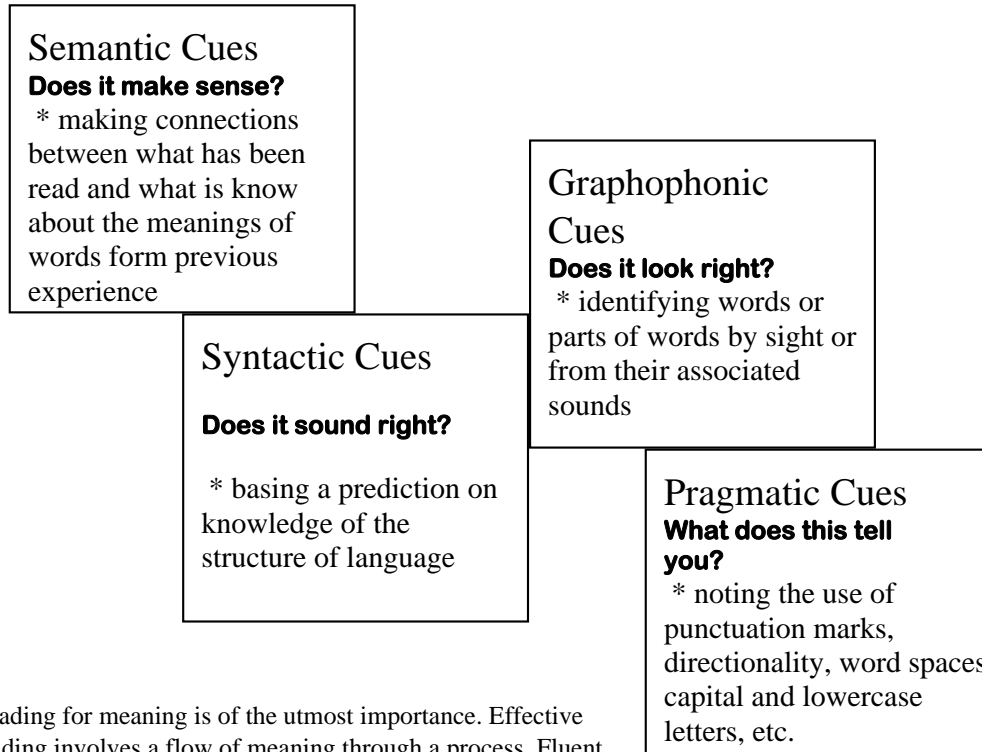 Semantic Cues
Does it make sense?
* making connections
between what has been
read and what is know
about the meanings of
words form previous
experience
Graphophonic
Cues
Does it look right?
* identifying words or
parts of words by sight or
from their associated
sounds
Syntactic Cues
Does it sound right?
* basing a prediction on
knowledge of the
structure of language
Pragmatic Cues
What does this tell
you?
* noting the use of
punctuation marks,
directionality, word spaces
capital and lowercase
letters, etc.
ading for meaning is of the utmost importance. Effective
ding involves a flow of meaning through a process. Fluent